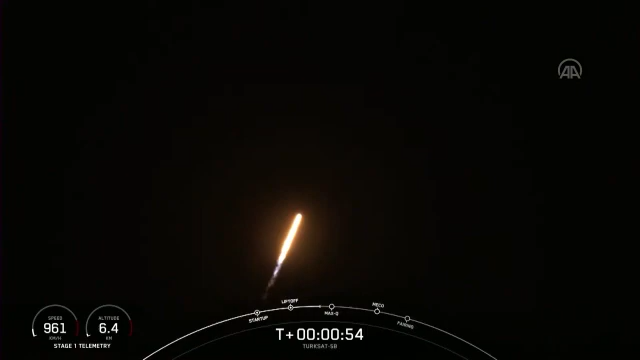 AA
SPEED
961
KM/H
ALTITUDE
6.4
KM
STAGE 1 TELEMETRY
STARTUP
LIFTOFF
MAX-Q
MECO
FAIRING
T+00:00:54
TURKSAT-5B